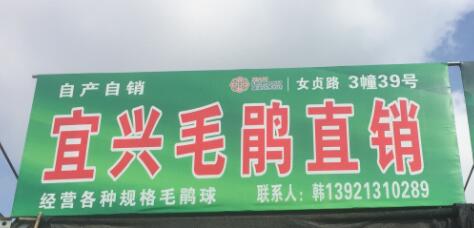 自产自销
女贞路 3幢39号
宜兴毛鹃直销
经营各种规格毛鹃球 联系人：韩13921310289